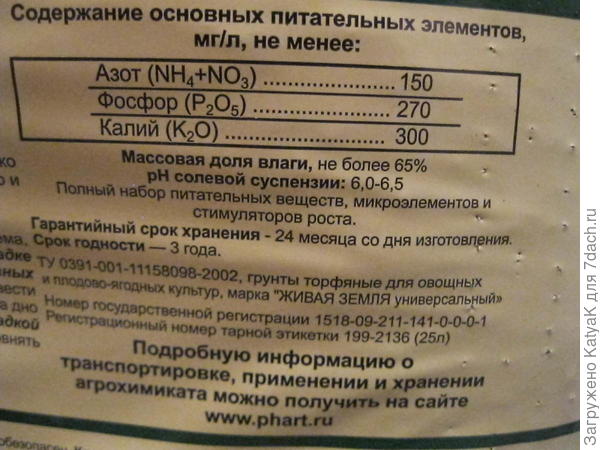 Содержание основных питательных элементов,
мг/л, не менее:
Азот (NH4+NO3) ........................ 150
Фосфор (P2O5) ........................ 270
Калий (K2O) ............................ 300
Массовая доля влаги, не более 65%
pH солевой суспензии: 6,0-6,5
Полный набор питательных веществ, микроэлементов и
стимуляторов роста.
Гарантийный срок хранения - 24 месяца со дня изготовления.
Срок годности — 3 года.
ТУ 0391-001-11158098-2002, грунты торфяные для овощных
и плодово-ягодных культур, марка "ЖИВАЯ ЗЕМЛЯ универсальный»
Номер государственной регистрации 1518-09-211-141-0-0-0-1
Регистрационный номер тарной этикетки 199-2136 (25л)
Подробную информацию о
транспортировке, применении и хранении
агрохимиката можно получить на сайте
www.phart.ru
Загружено KatyaK для 7dach.ru